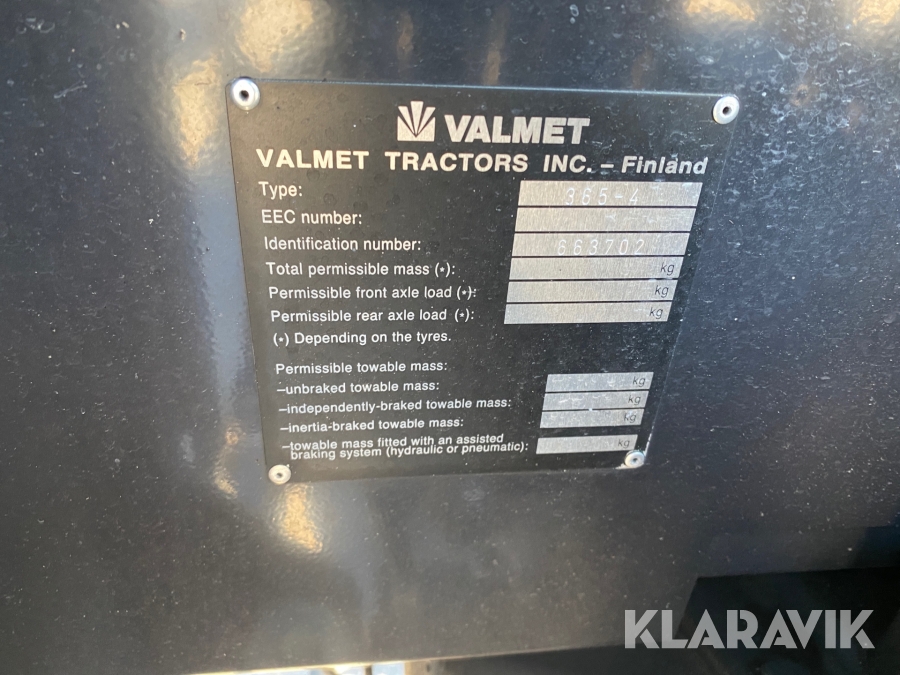 VALMET
VALMET TRACTORS INC. – Finland
Type: 365-4
EEC number:
Identification number: 663702
Total permissible mass (*): kg
Permissible front axle load (*): kg
Permissible rear axle load (*): kg
(*) Depending on the tyres.
Permissible towable mass:
–unbraked towable mass: kg
–independently-braked towable mass: kg
–inertia-braked towable mass: kg
–towable mass fitted with an assisted
braking system (hydraulic or pneumatic): kg
KLARAVIK